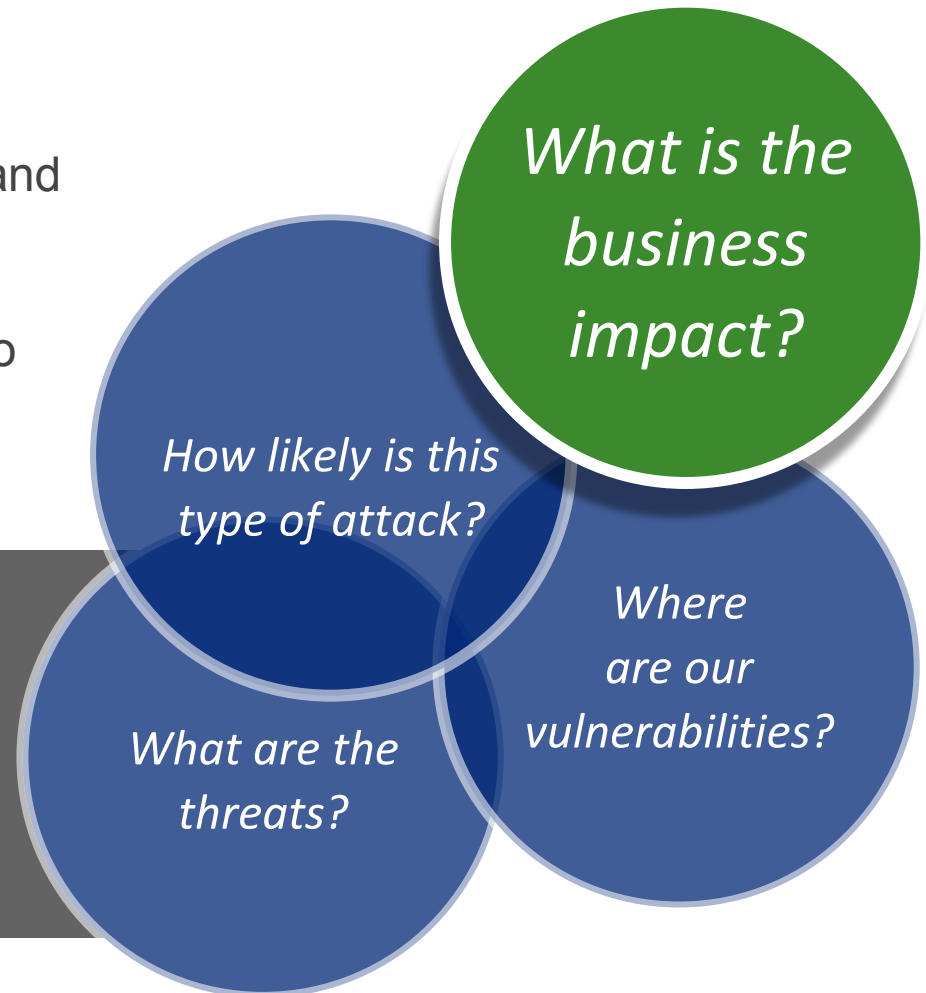 and
What is the
business
impact?
How likely is this
type of attack?
Where
are our
vulnerabilities?
What are the
threats?